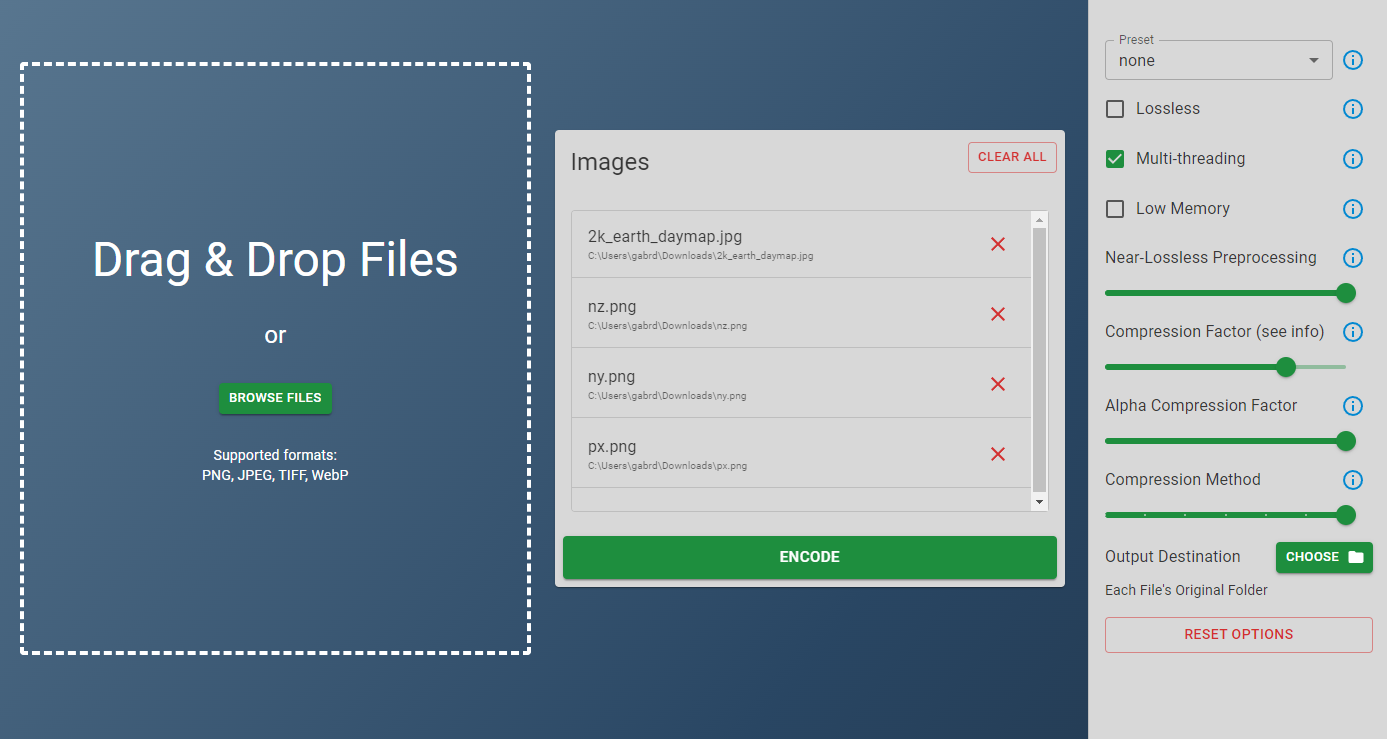 Drag & Drop Files
or
BROWSE FILES
Supported formats:
PNG, JPEG, TIFF, WebP
Images
CLEAR ALL
2k_earth_daymap.jpg
C:\Users\gabrd\Downloads\2k_earth_daymap.jpg
nz.png
C:\Users\gabrd\Downloads\nz.png
ny.png
C:\Users\gabrd\Downloads\ny.png
px.png
C:\Users\gabrd\Downloads\px.png
ENCODE
Preset
none
Lossless
Multi-threading
Low Memory
Near-Lossless Preprocessing
Compression Factor (see info)
Alpha Compression Factor
Compression Method
Output Destination
CHOOSE
Each File's Original Folder
RESET OPTIONS